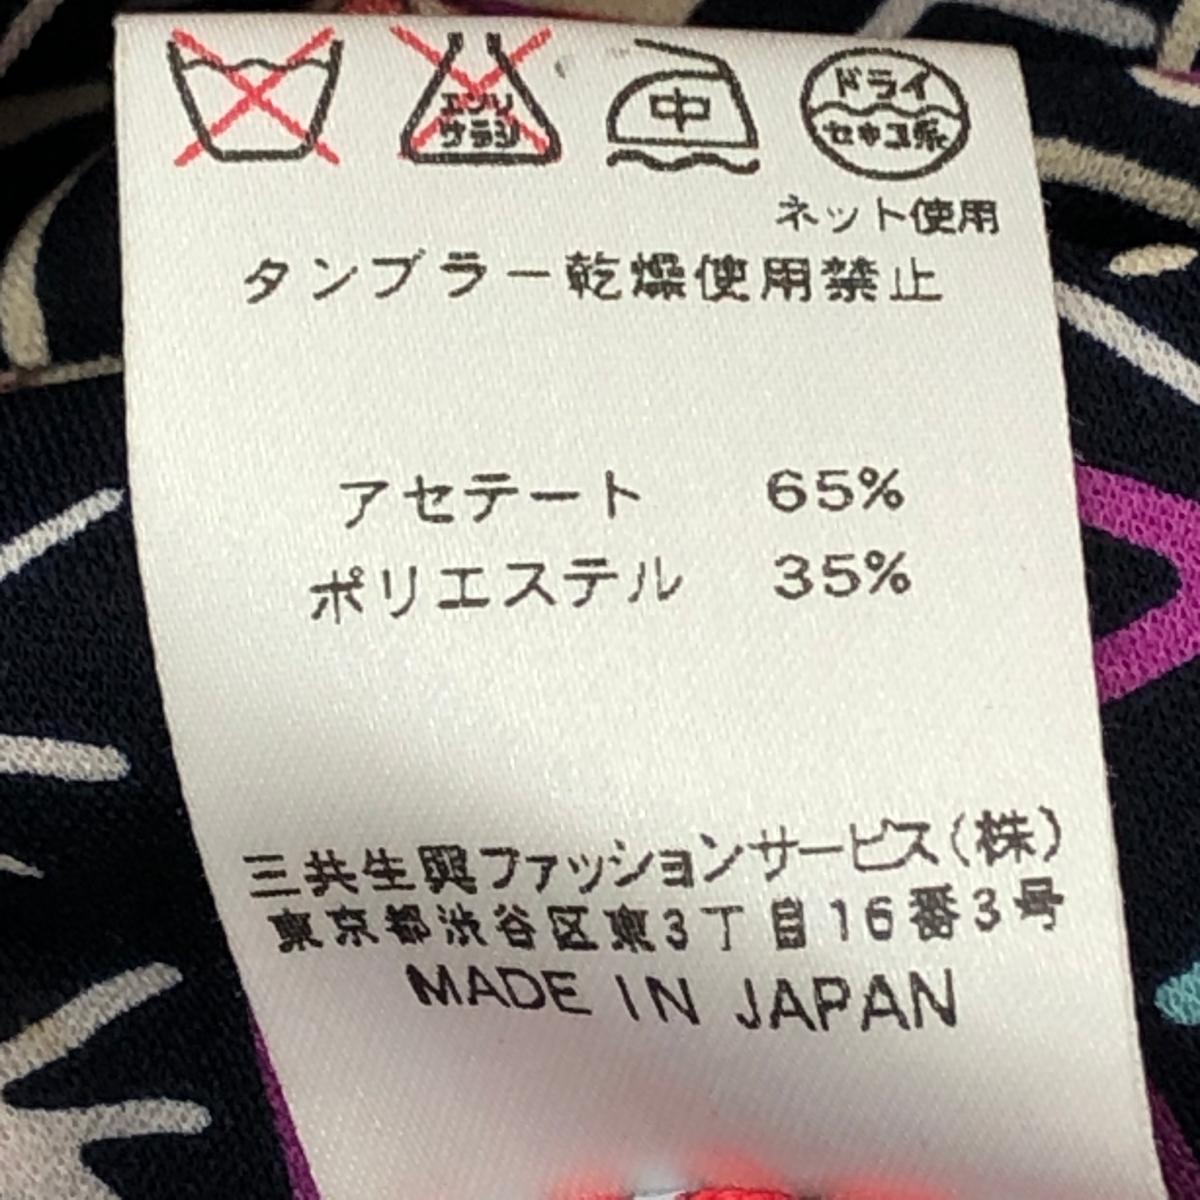 エンソ
サラシ
中
ドライ
セキユ系
ネット使用
タンブラー乾燥使用禁止
アセテート 65%
ポリエステル 35%
三共生興ファッションサービス(株)
東京都渋谷区東3丁目16番3号
MADE IN JAPAN